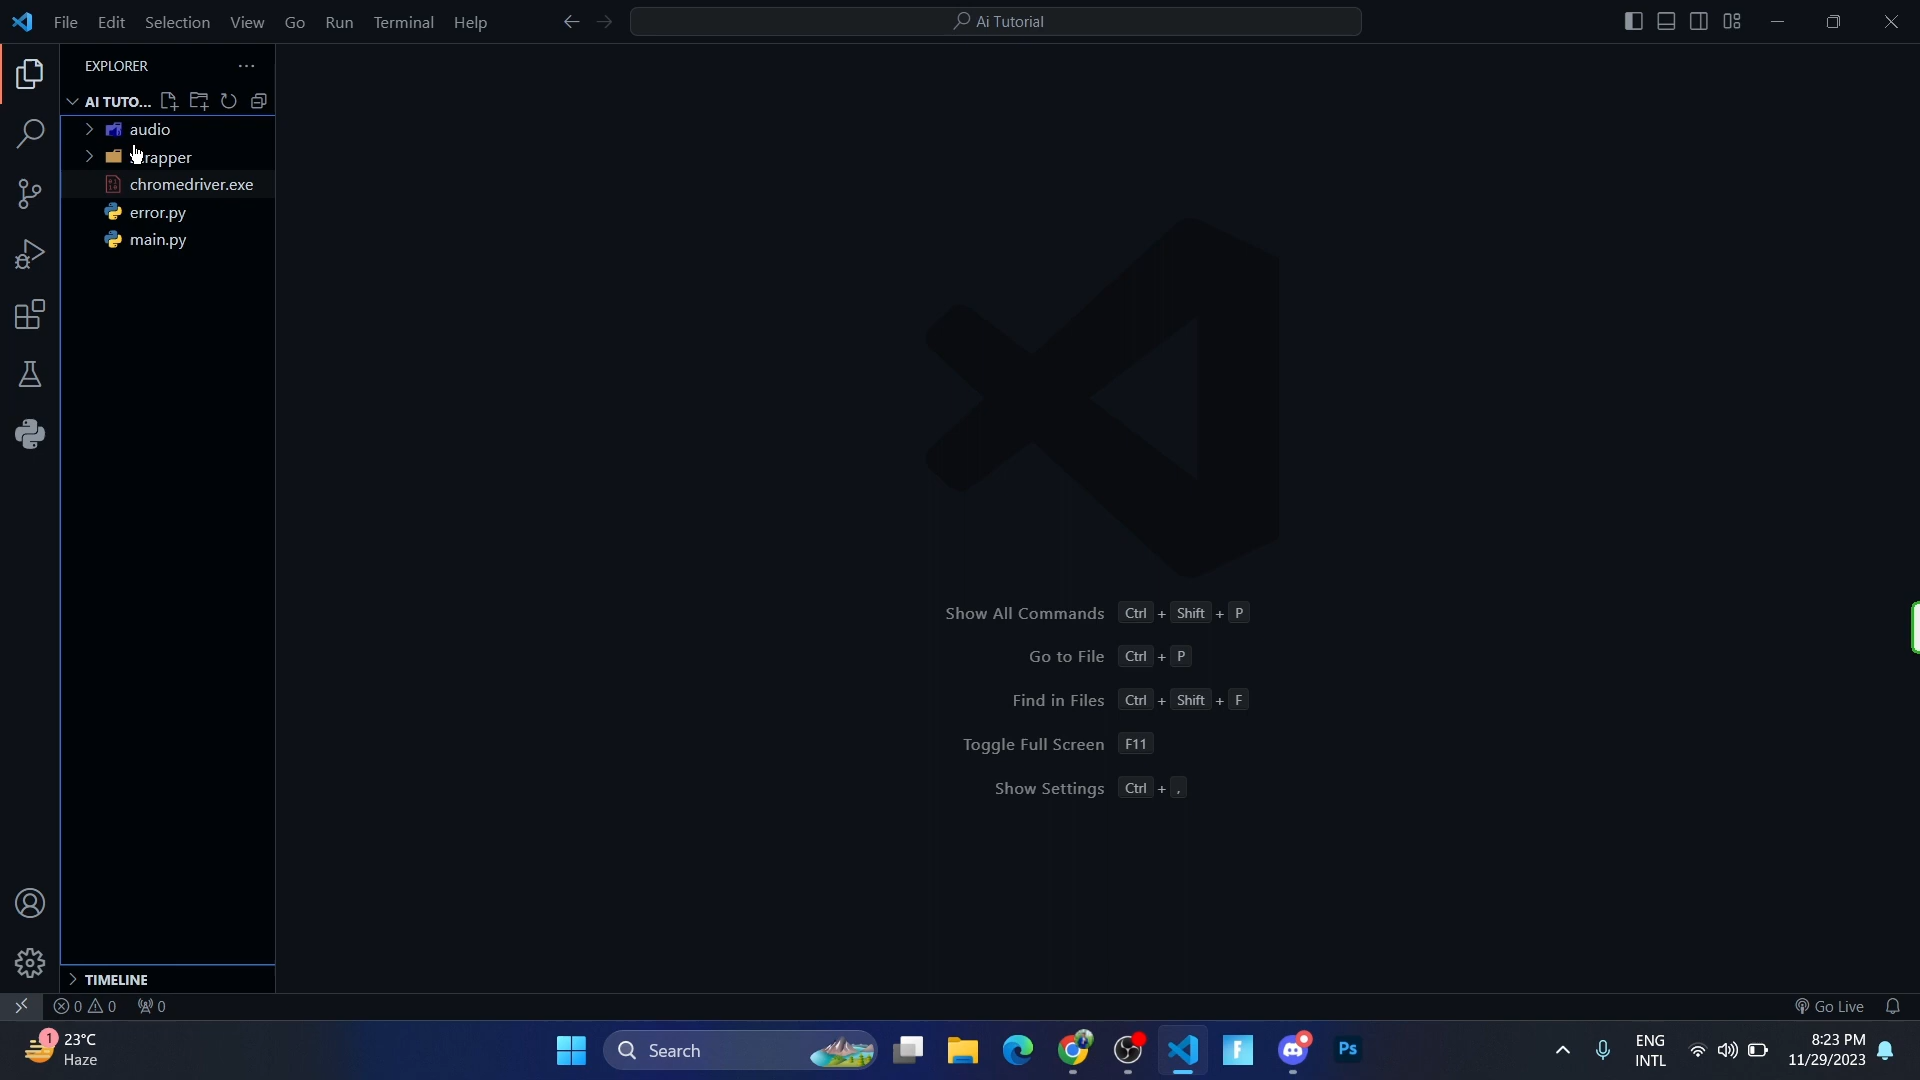 File Edit Selection View Go Run Terminal Help
Ai Tutorial
EXPLORER
AI TUTO...
audio
rapper
chromedriver.exe
error.py
main.py
Show All Commands Ctrl + Shift + P
Go to File Ctrl + P
Find in Files Ctrl + Shift + F
Toggle Full Screen F11
Show Settings Ctrl + ,
TIMELINE
0 0 0
Go Live
1
23°C
Haze
Search
F
Ps
ENG
INTL
8:23 PM
11/29/2023